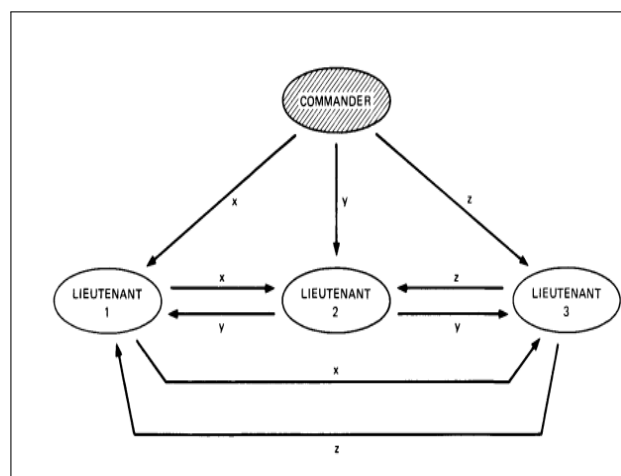 COMMANDER
x
y
z
LIEUTENANT
1
x
y
LIEUTENANT
2
z
y
LIEUTENANT
3
x
z